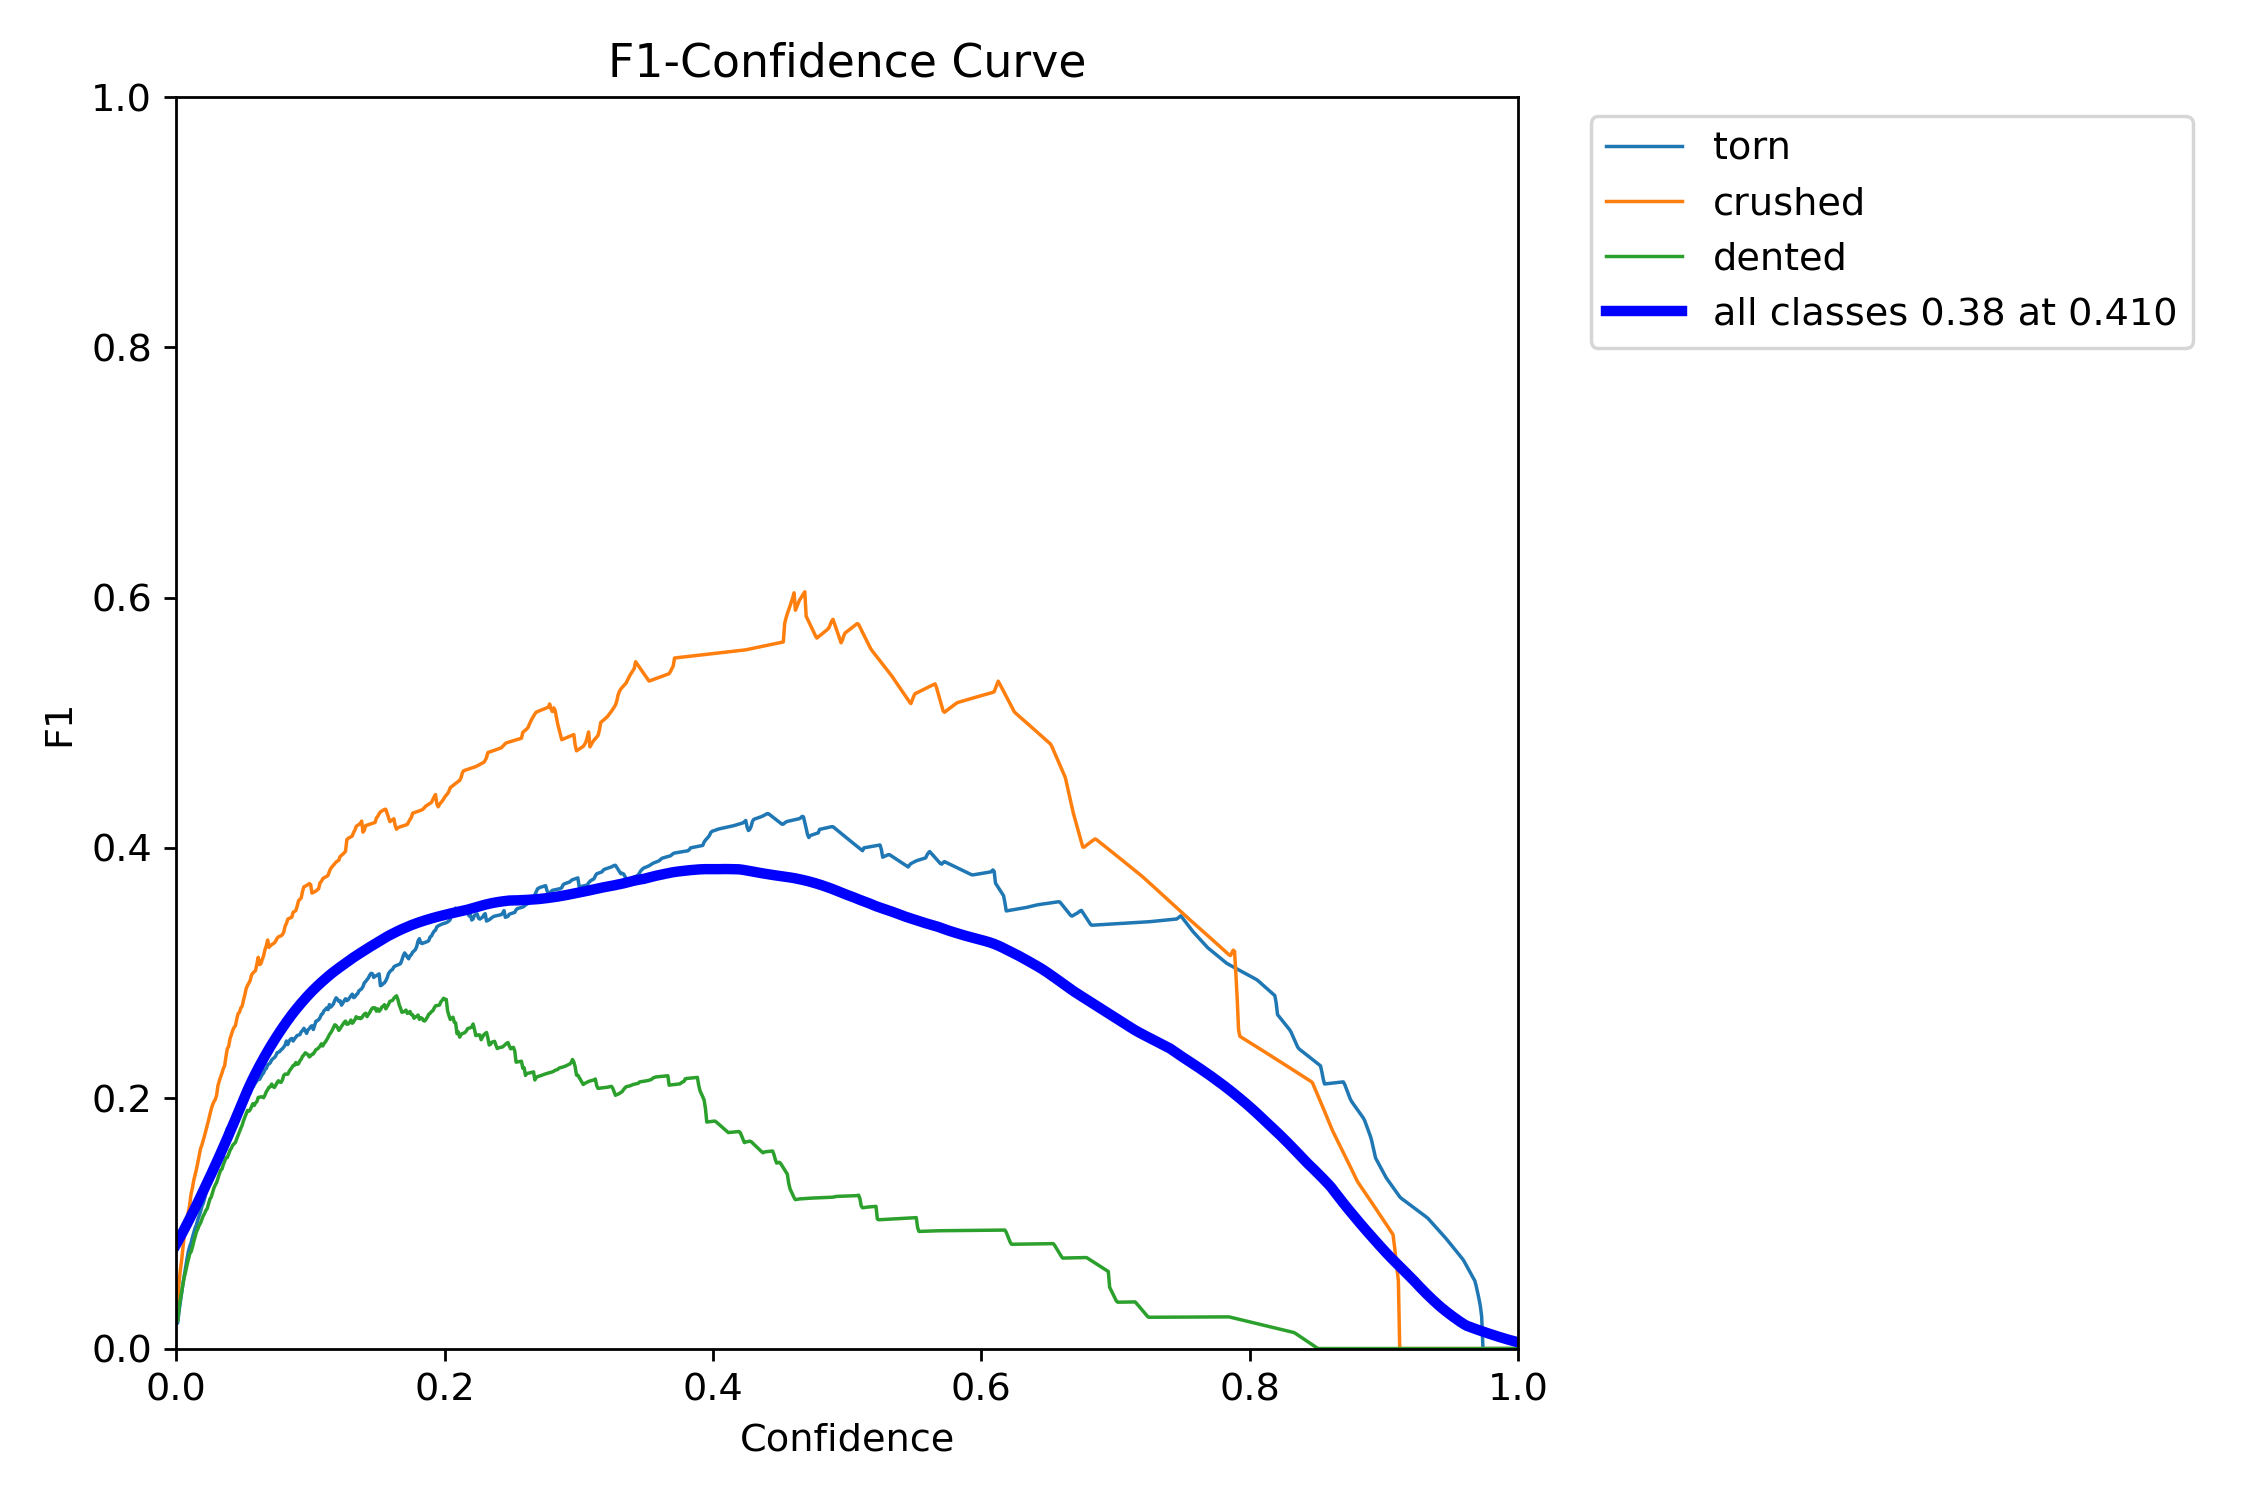 F1-Confidence Curve
1.0
0.8
0.6
0.4
0.2
0.0
F1
0.0 0.2 0.4 0.6 0.8 1.0
Confidence
torn
crushed
dented
all classes 0.38 at 0.410